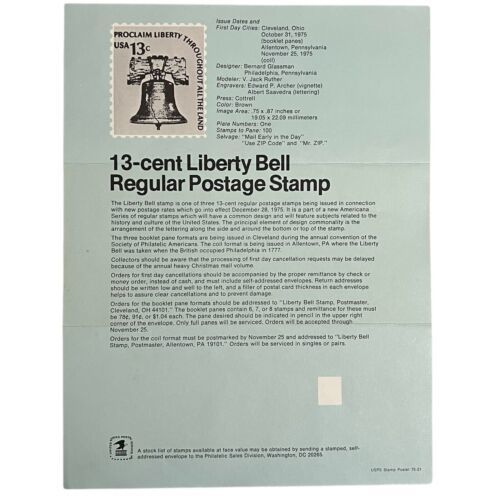 PROCLAIM LIBERTY THROUGHOUT ALL THE LAND
USA 13c
Issue Dates and
First Day Cities: Cleveland, Ohio
October 31, 1975
(booklet panes)
Allentown, Pennsylvania
November 25, 1975
(coil)
Designer: Bernard Glassman
Philadelphia, Pennsylvania
Modeler: V. Jack Ruther
Engravers: Edward P. Archer (vignette)
Albert Saavedra (lettering)
Press: Cottrell
Color: Brown
Image Area: .75 x .87 inches or
19.05 x 22.09 millimeters
Plate Numbers: One
Stamps to Pane: 100
Selvage: "Mail Early in the Day"
"Use ZIP Code" and "Mr. ZIP."
13-cent Liberty Bell
Regular Postage Stamp
The Liberty Bell stamp is one of three 13-cent regular postage stamps being issued in connection
with new postage rates which go into effect December 28, 1975. It is a part of a new Americana
Series of regular stamps which will have a common design and will feature subjects related to the
history and culture of the United States. The principal element of design commonality is the
arrangement of the lettering along the side and around the bottom or top of the stamp.
The three booklet pane formats are being issued in Cleveland during the annual convention of the
Society of Philatelic Americans. The coil format is being issued in Allentown, PA where the Liberty
Bell was taken when the British occupied Philadelphia in 1777.
Collectors should be aware that the processing of first day cancellation requests may be delayed
because of the annual heavy Christmas mail volume.
Orders for first day cancellations should be accompanied by the proper remittance by check or
money order, instead of cash, and must include self-addressed envelopes. Return addresses
should be written low and well to the left, and a filler of postal card thickness in each envelope
helps to assure clear cancellations and to prevent damage.
Orders for the booklet pane formats should be addressed to "Liberty Bell Stamp, Postmaster,
Cleveland, OH 44101." The booklet panes contain 6, 7, or 8 stamps and remittance for these must
be 78¢, 91¢, or $1.04 each. The pane desired should be indicated in pencil in the upper right
corner of the envelope. Only full panes will be serviced. Orders will be accepted through
November 25.
Orders for the coil format must be postmarked by November 25 and addressed to "Liberty Bell
Stamp, Postmaster, Allentown, PA 19101." Orders will be serviced in singles or pairs.
A stock list of stamps available at face value may be obtained by sending a stamped, self-
addressed envelope to the Philatelic Sales Division, Washington, DC 20265.
USPS Stamp Poster 75-21